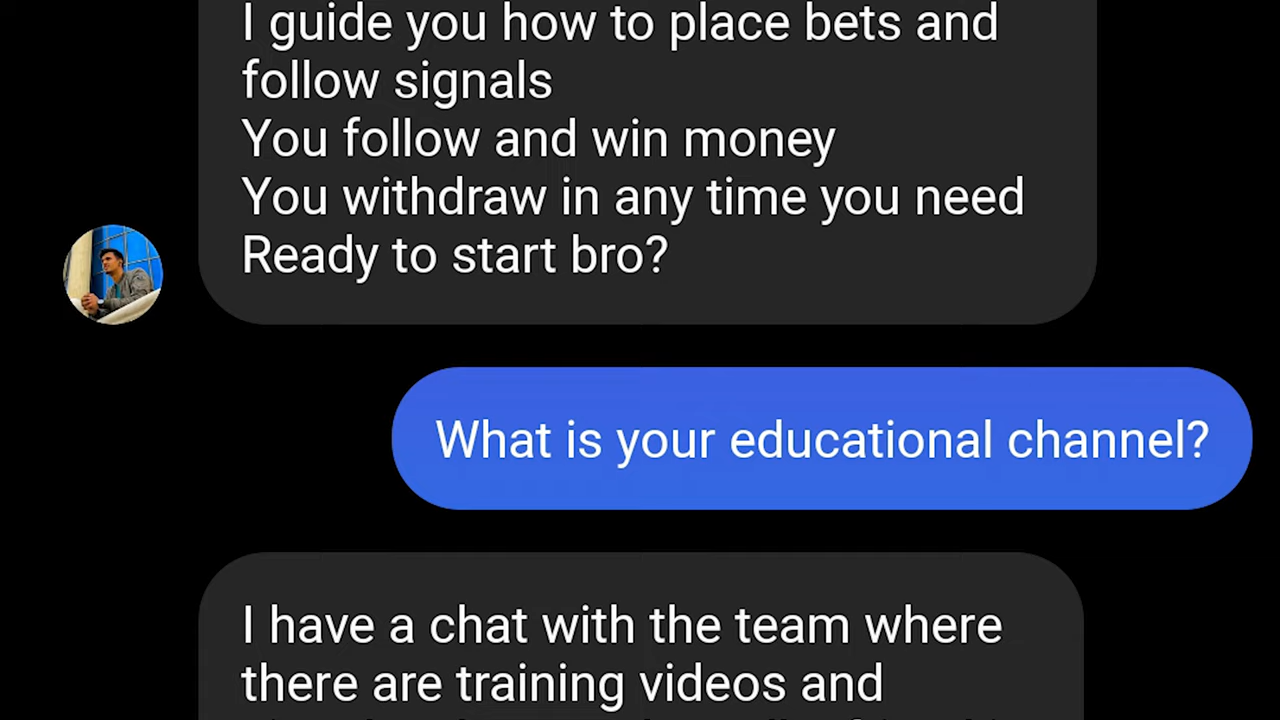 I guide you how to place bets and
follow signals
You follow and win money
You withdraw in any time you need
Ready to start bro?
What is your educational channel?
I have a chat with the team where
there are training videos and